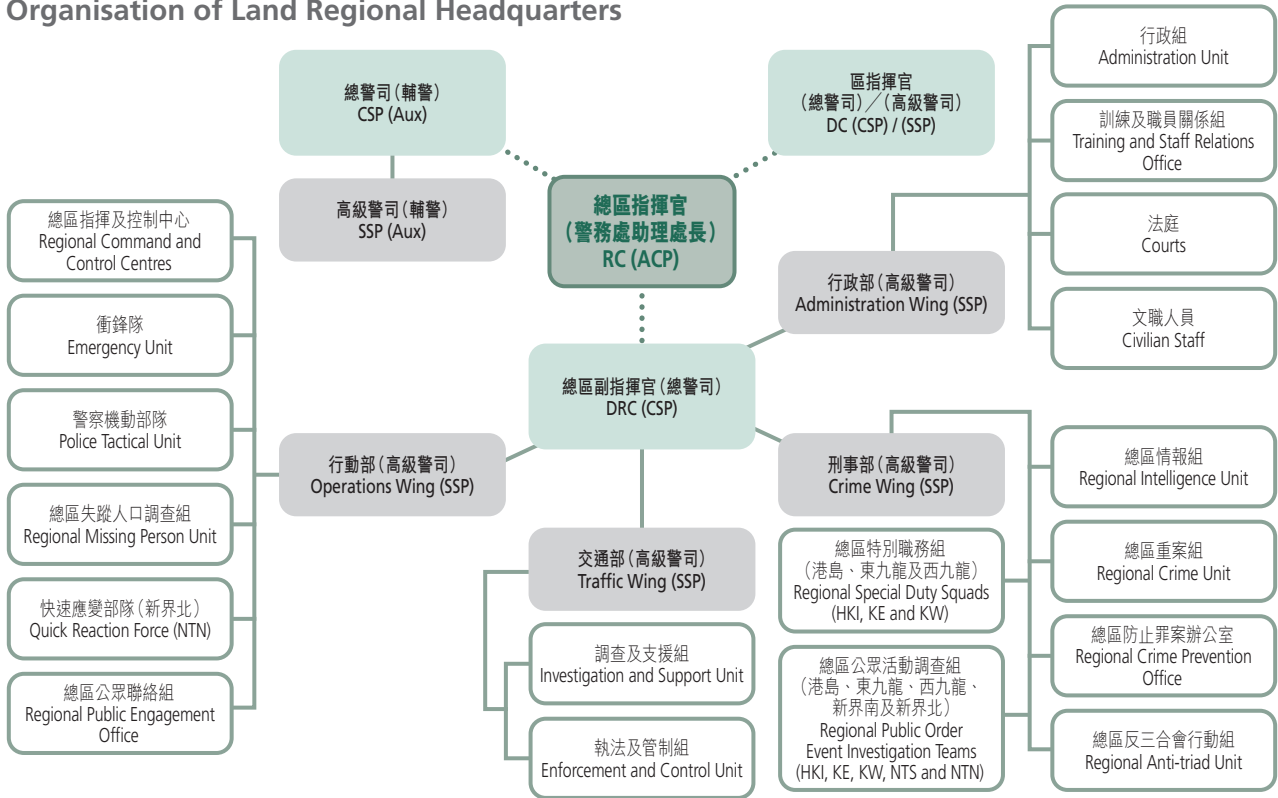 Organisation of Land Regional Headquarters
總警司（輔警）
CSP (Aux)
高級警司（輔警）
SSP (Aux)
區指揮官
（總警司）／（高級警司）
DC (CSP) / (SSP)
總區指揮官
（警務處助理處長）
RC (ACP)
總區副指揮官（總警司）
DRC (CSP)
行政部（高級警司）
Administration Wing (SSP)
行政組
Administration Unit
訓練及職員關係組
Training and Staff Relations
Office
法庭
Courts
文職人員
Civilian Staff
行動部（高級警司）
Operations Wing (SSP)
總區指揮及控制中心
Regional Command and
Control Centres
衝鋒隊
Emergency Unit
警察機動部隊
Police Tactical Unit
總區失蹤人口調查組
Regional Missing Person Unit
快速應變部隊（新界北）
Quick Reaction Force (NTN)
總區公眾聯絡組
Regional Public Engagement
Office
交通部（高級警司）
Traffic Wing (SSP)
調查及支援組
Investigation and Support Unit
執法及管制組
Enforcement and Control Unit
刑事部（高級警司）
Crime Wing (SSP)
總區特別職務組
（港島、東九龍及西九龍）
Regional Special Duty Squads
(HKI, KE and KW)
總區公眾活動調查組
（港島、東九龍、西九龍、
新界南及新界北）
Regional Public Order
Event Investigation Teams
(HKI, KE, KW, NTS and NTN)
總區情報組
Regional Intelligence Unit
總區重案組
Regional Crime Unit
總區防止罪案辦公室
Regional Crime Prevention
Office
總區反三合會行動組
Regional Anti-triad Unit